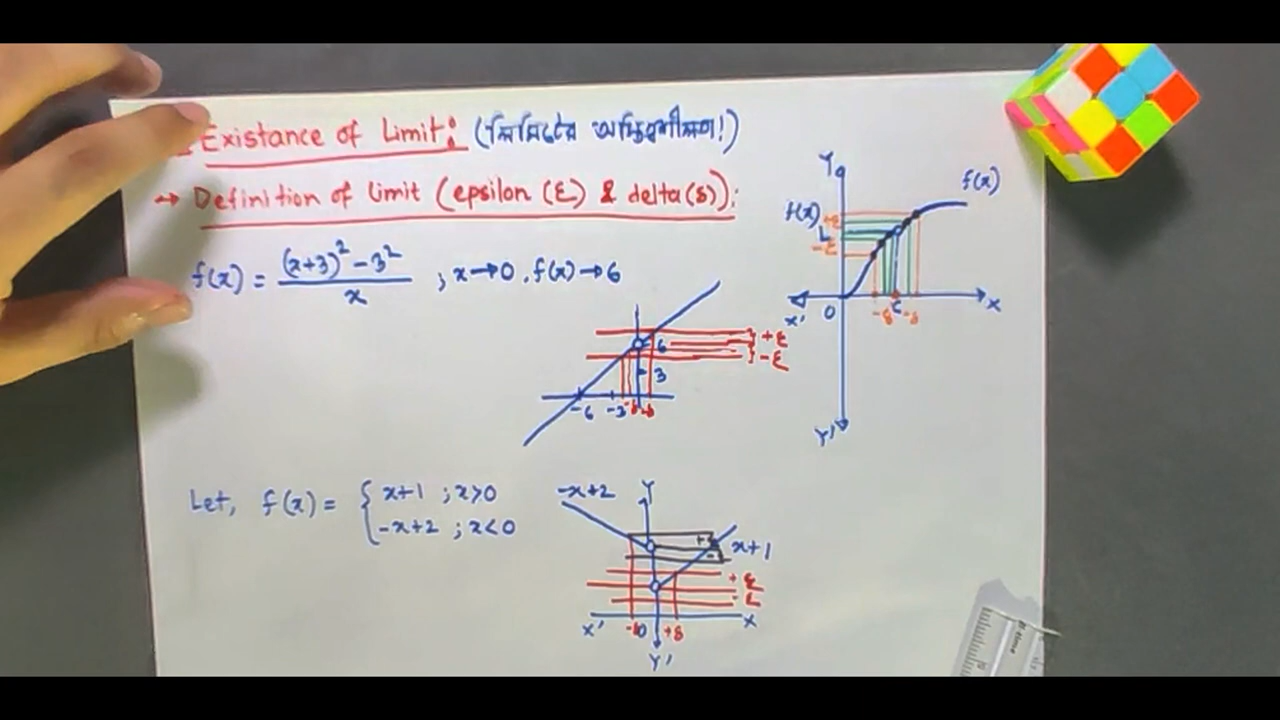 Existance of Limit: (লিমিটের অস্তিত্বশীলতা!)
→ Definition of limit (epsilon (ε) & delta(δ)):
f(x) = ((x+3)² - 3²)/x ; x→0, f(x)→6
6
+ε
-ε
3
-6 -3 -δ +δ
Y
f(x)
f(x)
+ε
L
-ε
X' O -δ C -δ X
Y'
Let, f(x) = { x+1 ; x>0
-x+2 ; x<0
-x+2 Y
+
-
x+1
+ε
-ε
X' -δ O +δ X
Y'